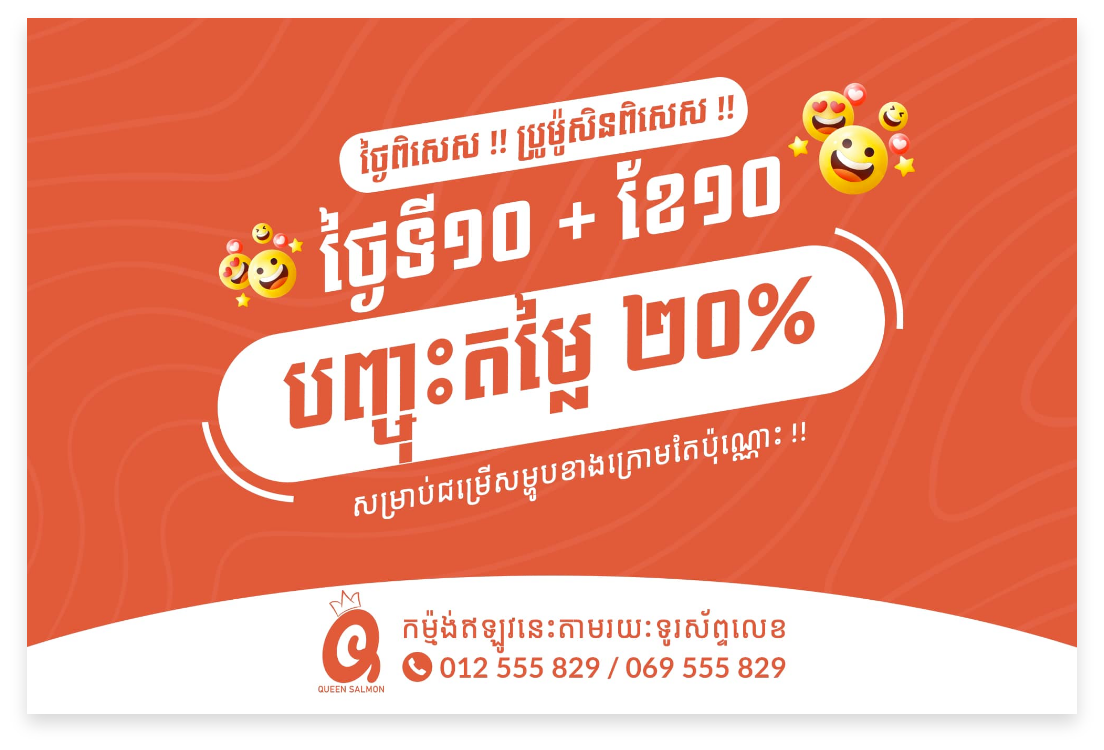 ថ្ងៃពិសេស !! ប្រូម៉ូសិនពិសេស !!
ថ្ងៃទី១០ + ខែ១០
បញ្ចុះតម្លៃ ២០%
សម្រាប់ជម្រើសម្ហូបខាងក្រោមតែប៉ុណ្ណោះ !!
កម្ម៉ង់ឥឡូវនេះតាមរយៈទូរស័ព្ទលេខ
012 555 829 / 069 555 829
QUEEN SALMON